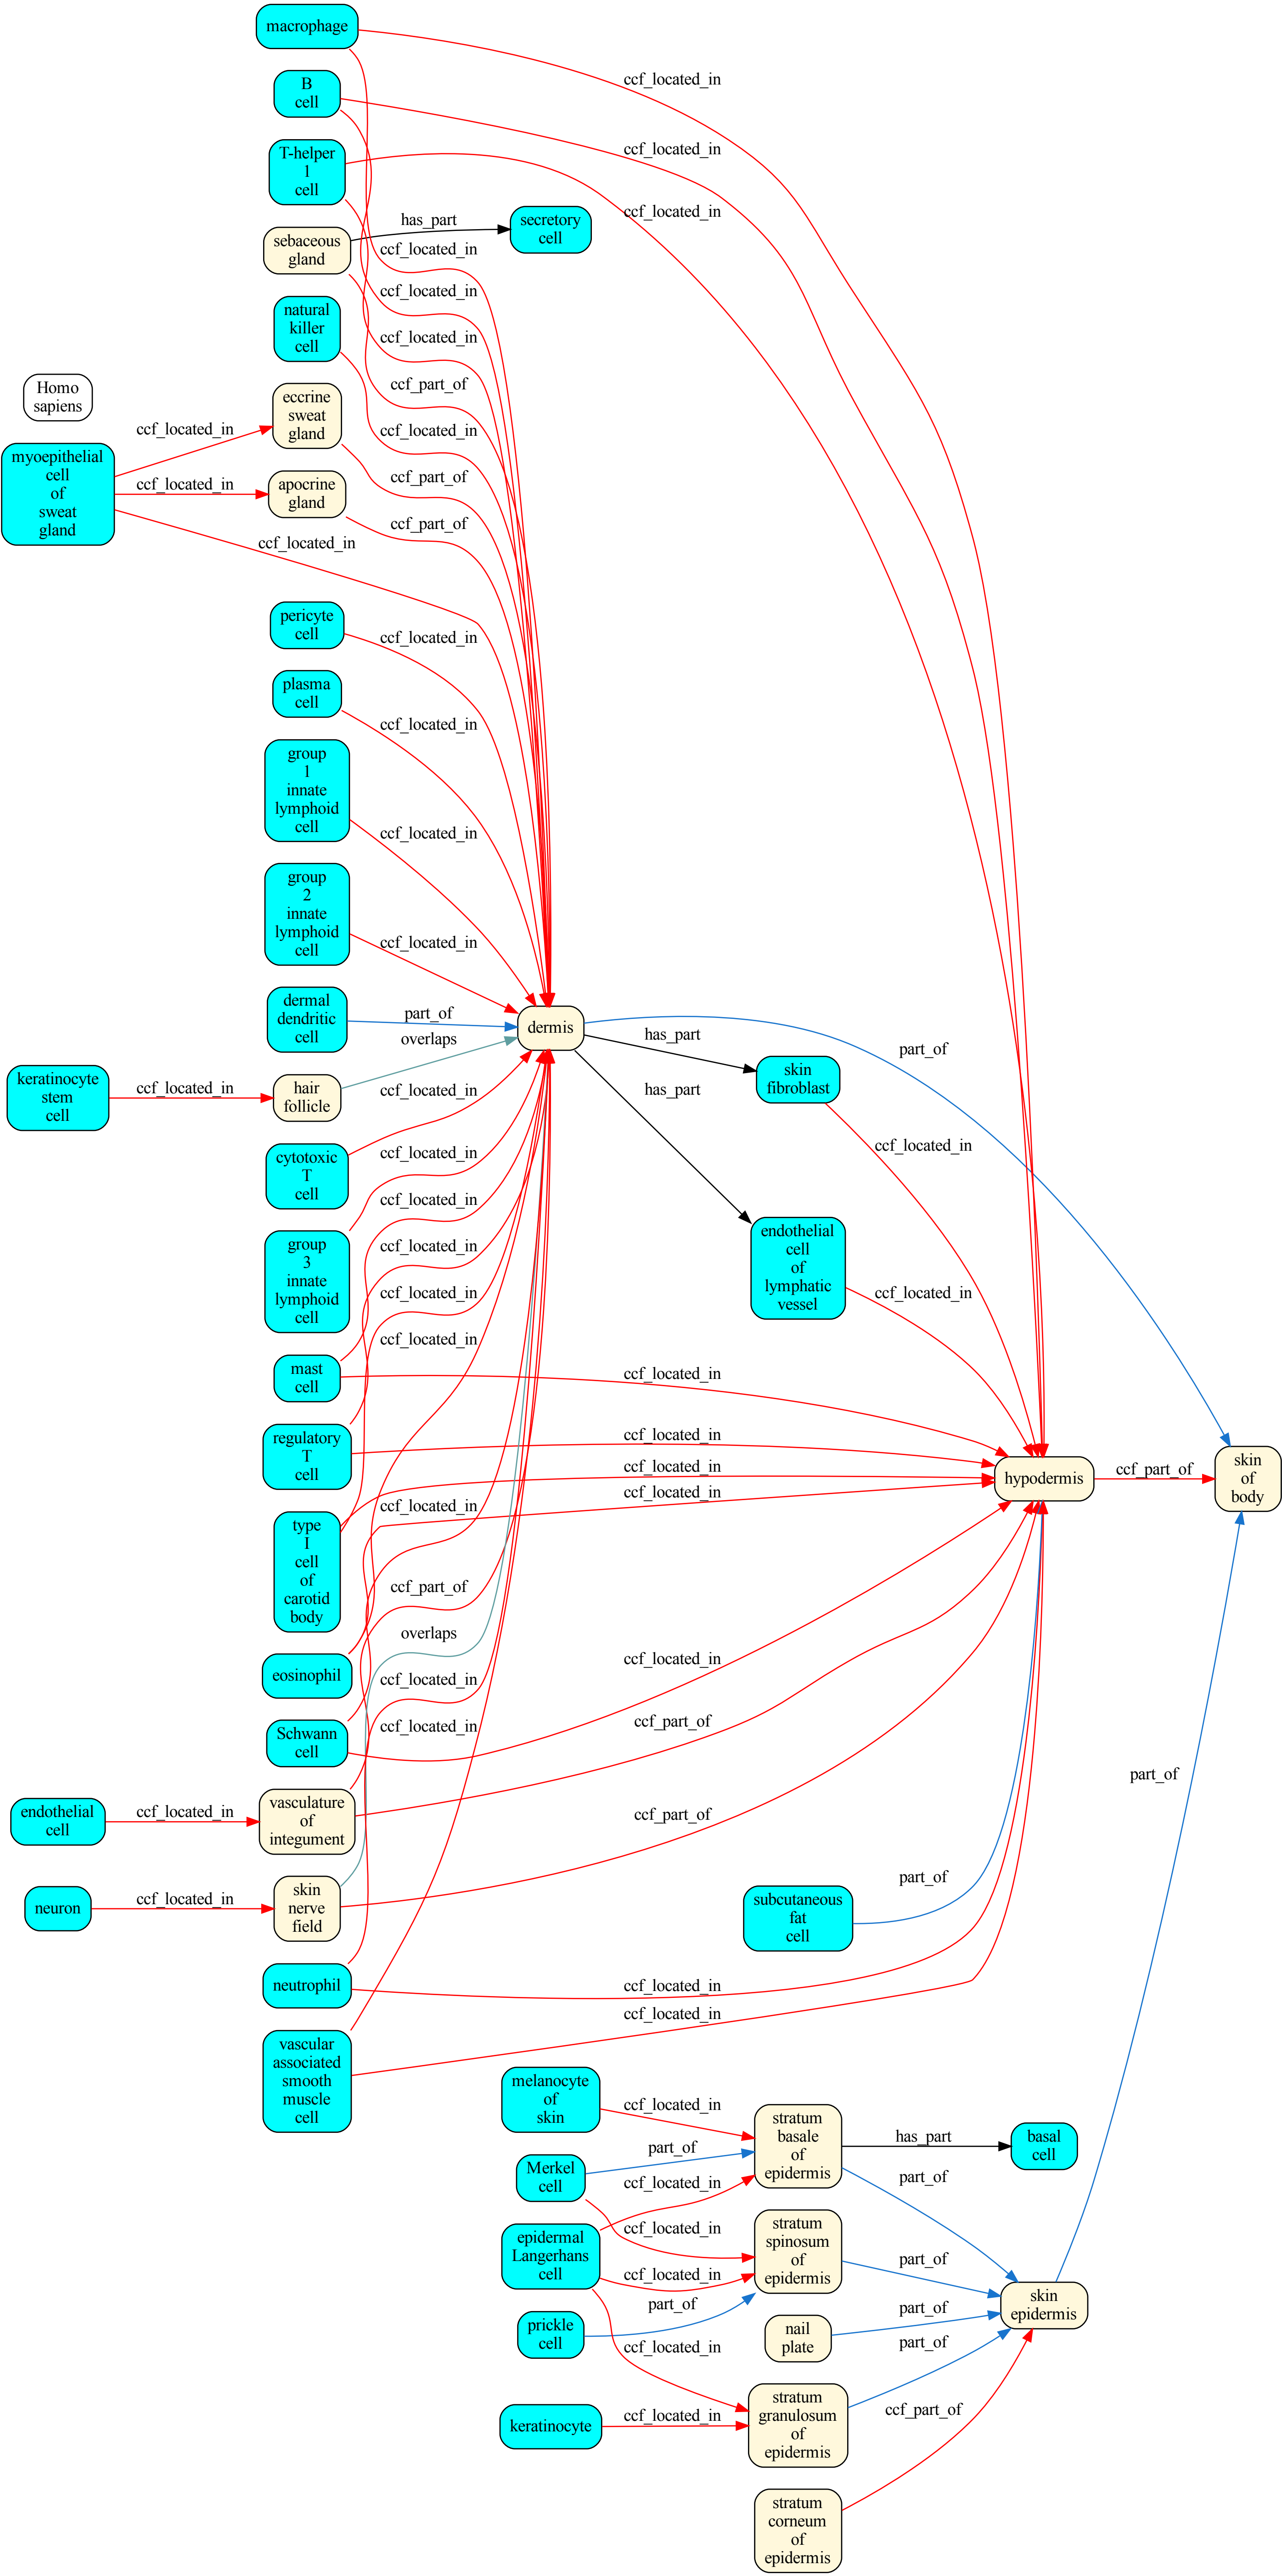 macrophage
ccf_located_in
B
cell
ccf_located_in
T-helper
1
cell
ccf_located_in
sebaceous
gland
has_part
secretory
cell
ccf_located_in
ccf_located_in
natural
killer
cell
ccf_located_in
Homo
sapiens
eccrine
sweat
gland
ccf_part_of
ccf_located_in
ccf_located_in
myoepithelial
cell
of
sweat
gland
ccf_located_in
apocrine
gland
ccf_part_of
ccf_part_of
ccf_located_in
pericyte
cell
ccf_located_in
plasma
cell
ccf_located_in
group
1
innate
lymphoid
cell
ccf_located_in
group
2
innate
lymphoid
cell
ccf_located_in
dermal
dendritic
cell
part_of
dermis
overlaps
has_part
part_of
keratinocyte
stem
cell
ccf_located_in
hair
follicle
ccf_located_in
has_part
skin
fibroblast
cytotoxic
T
cell
ccf_located_in
ccf_located_in
group
3
innate
lymphoid
cell
ccf_located_in
ccf_located_in
endothelial
cell
of
lymphatic
vessel
ccf_located_in
ccf_located_in
mast
cell
ccf_located_in
ccf_located_in
regulatory
T
cell
ccf_located_in
ccf_located_in
ccf_located_in
hypodermis
ccf_part_of
skin
of
body
type
I
cell
of
carotid
body
ccf_located_in
ccf_part_of
overlaps
eosinophil
ccf_located_in
ccf_located_in
Schwann
cell
ccf_located_in
ccf_part_of
part_of
endothelial
cell
ccf_located_in
vasculature
of
integument
ccf_part_of
neuron
ccf_located_in
skin
nerve
field
subcutaneous
fat
cell
part_of
neutrophil
ccf_located_in
ccf_located_in
vascular
associated
smooth
muscle
cell
melanocyte
of
skin
ccf_located_in
stratum
basale
of
epidermis
has_part
basal
cell
Merkel
cell
part_of
ccf_located_in
part_of
epidermal
Langerhans
cell
ccf_located_in
ccf_located_in
stratum
spinosum
of
epidermis
part_of
skin
epidermis
prickle
cell
part_of
nail
plate
part_of
ccf_located_in
part_of
keratinocyte
ccf_located_in
stratum
granulosum
of
epidermis
ccf_part_of
stratum
corneum
of
epidermis